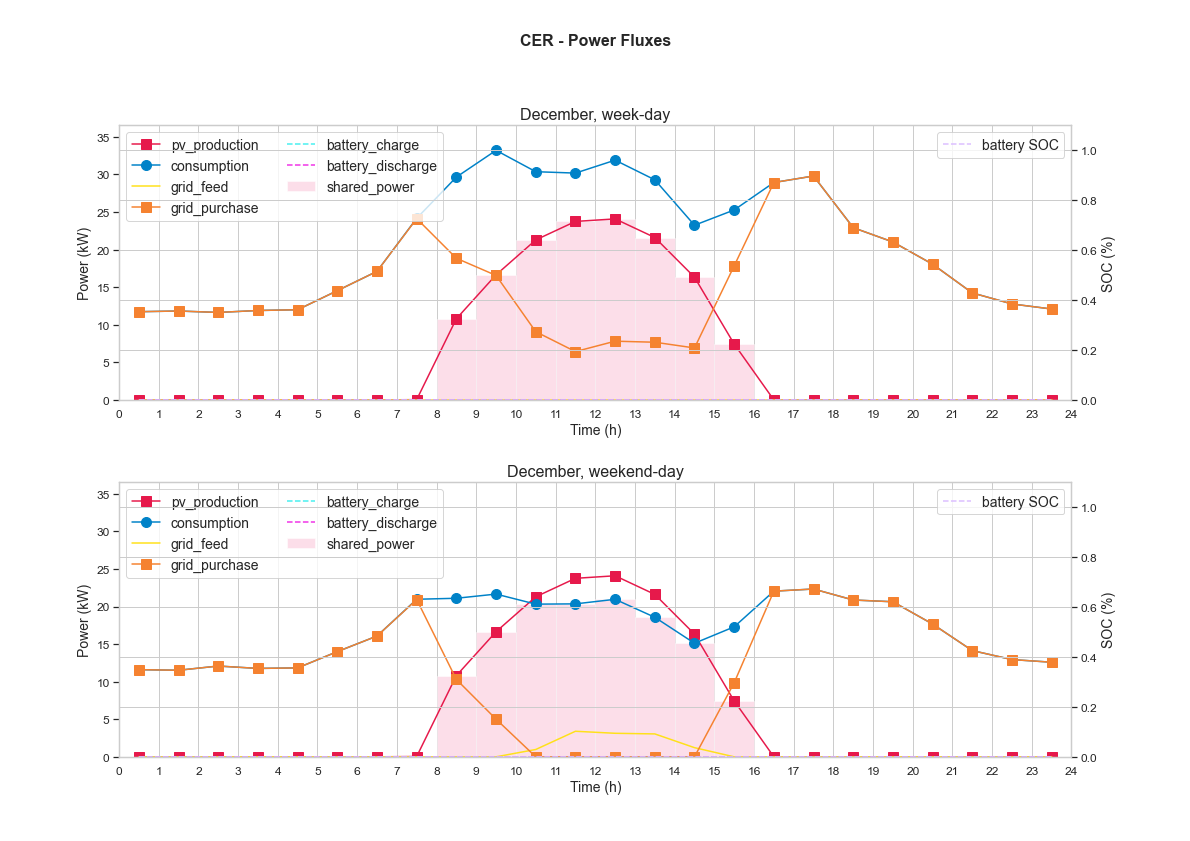 CER - Power Fluxes
December, week-day
pv_production
consumption
grid_feed
grid_purchase
battery_charge
battery_discharge
shared_power
battery SOC
Power (kW)
35
30
25
20
15
10
5
0
SOC (%)
1.0
0.8
0.6
0.4
0.2
0.0
0 1 2 3 4 5 6 7 8 9 10 11 12 13 14 15 16 17 18 19 20 21 22 23 24
Time (h)
December, weekend-day
pv_production
consumption
grid_feed
grid_purchase
battery_charge
battery_discharge
shared_power
battery SOC
Power (kW)
35
30
25
20
15
10
5
0
SOC (%)
1.0
0.8
0.6
0.4
0.2
0.0
0 1 2 3 4 5 6 7 8 9 10 11 12 13 14 15 16 17 18 19 20 21 22 23 24
Time (h)